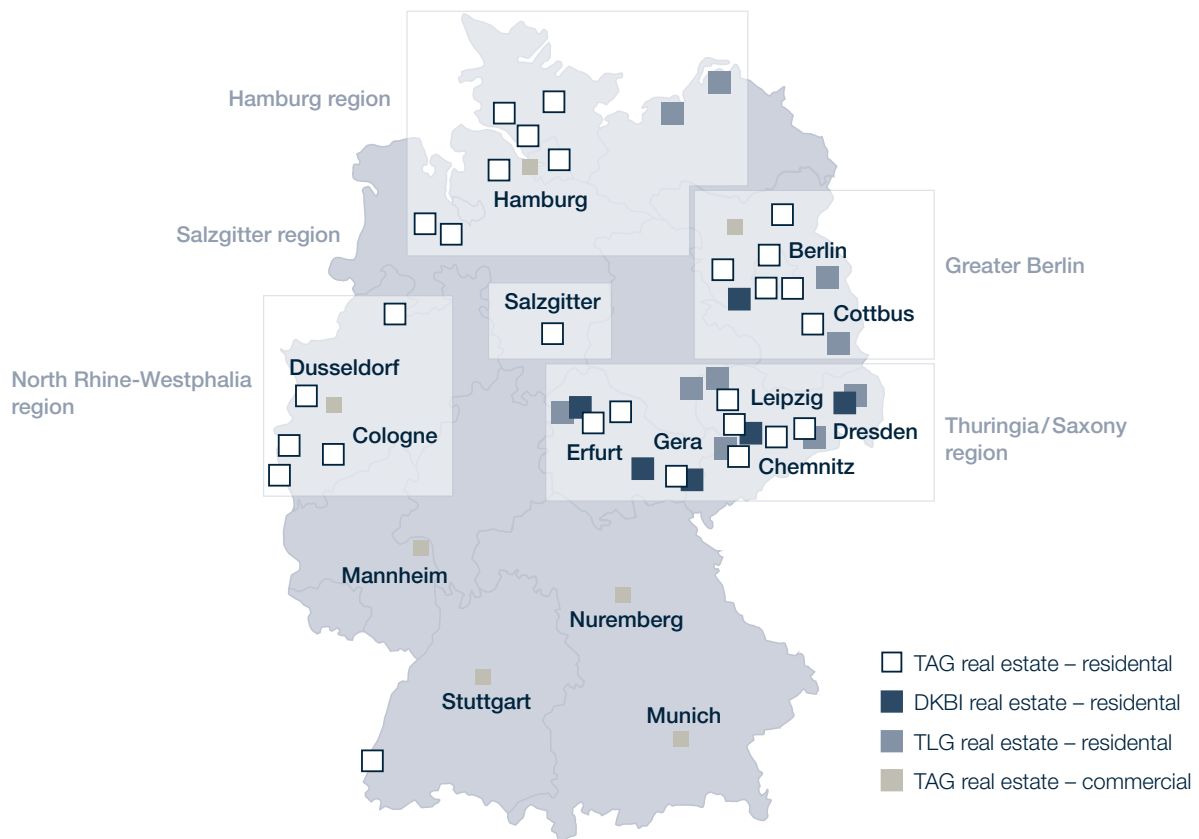 Hamburg region
Hamburg
Salzgitter region
Berlin
Greater Berlin
Salzgitter
Cottbus
Dusseldorf
North Rhine-Westphalia
region
Cologne
Leipzig
Thuringia/Saxony
region
Dresden
Erfurt
Gera
Chemnitz
Mannheim
Nuremberg
Stuttgart
Munich
TAG real estate – residental
DKBI real estate – residental
TLG real estate – residental
TAG real estate – commercial